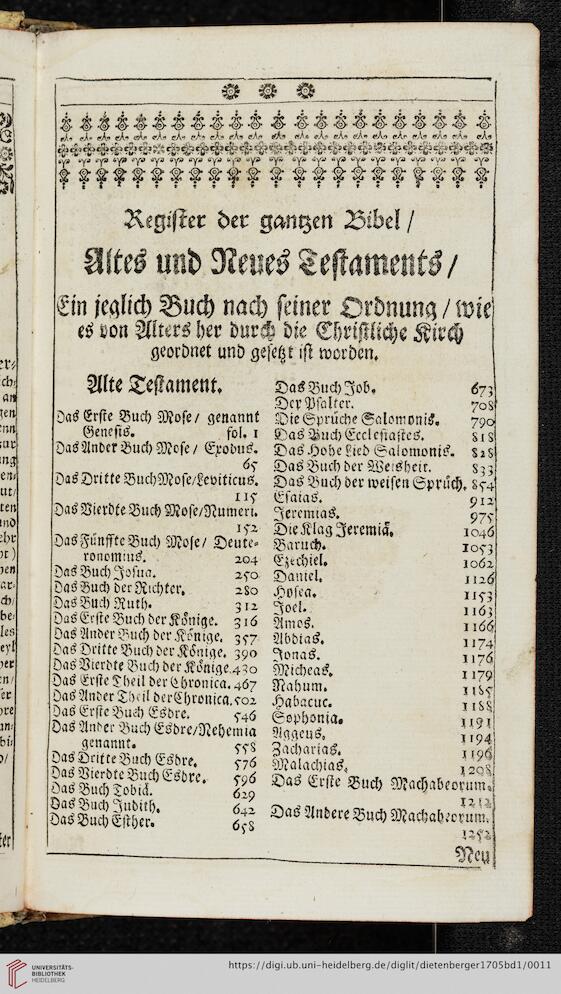 Register der gantzen Bibel /
Altes und Neues Testaments /
Ein jeglich Buch nach seiner Ordnung / wie
es von Alters her durch die Christliche Kirch
geordnet und gesetzt ist worden.
Alte Testament.
Das Erste Buch Mose / genannt
Genesis. fol. 1
Das Ander Buch Mose / Exodus.
65
Das Dritte Buch Mose/Leviticus.
115
Das Vierdte Buch Mose/Numeri.
152
Das Fünffte Buch Mose / Deute-
ronomius. 204
Das Buch Josua. 250
Das Buch der Richter. 280
Das Buch Ruth. 312
Das Erste Buch der Könige. 316
Das Ander Buch der Könige. 357
Das Dritte Buch der Könige. 390
Das Vierdte Buch der Könige. 430
Das Erste Theil der Chronica. 467
Das Ander Theil der Chronica. 502
Das Erste Buch Esdre. 546
Das Ander Buch Esdre/Nehemia
genannt. 558
Das Dritte Buch Esdre. 576
Das Vierdte Buch Esdre. 596
Das Buch Tobiä. 629
Das Buch Judith. 642
Das Buch Esther. 658
Das Buch Job. 673
Der Psalter. 708
Die Sprüche Salomonis. 790
Das Buch Ecclesiastes. 818
Das Hohe Lied Salomonis. 828
Das Buch der Weisheit. 833
Das Buch der weisen Sprüch. 854
Esaias. 912
Jeremias. 975
Die Klag Jeremiä. 1046
Baruch. 1053
Ezechiel. 1062
Daniel. 1126
Hosea. 1153
Joel. 1163
Amos. 1166
Abdias. 1174
Jonas. 1176
Micheas. 1179
Nahum. 1185
Habacuc. 1188
Sophonia. 1191
Aggeus. 1194
Zacharias. 1196
Malachias. 1208
Das Erste Buch Machabeorum.
1212
Das Andere Buch Machabeorum.
1252
Neu
UNIVERSITÄTS-
BIBLIOTHEK
HEIDELBERG
https://digi.ub.uni-heidelberg.de/diglit/dietenberger1705bd1/0011